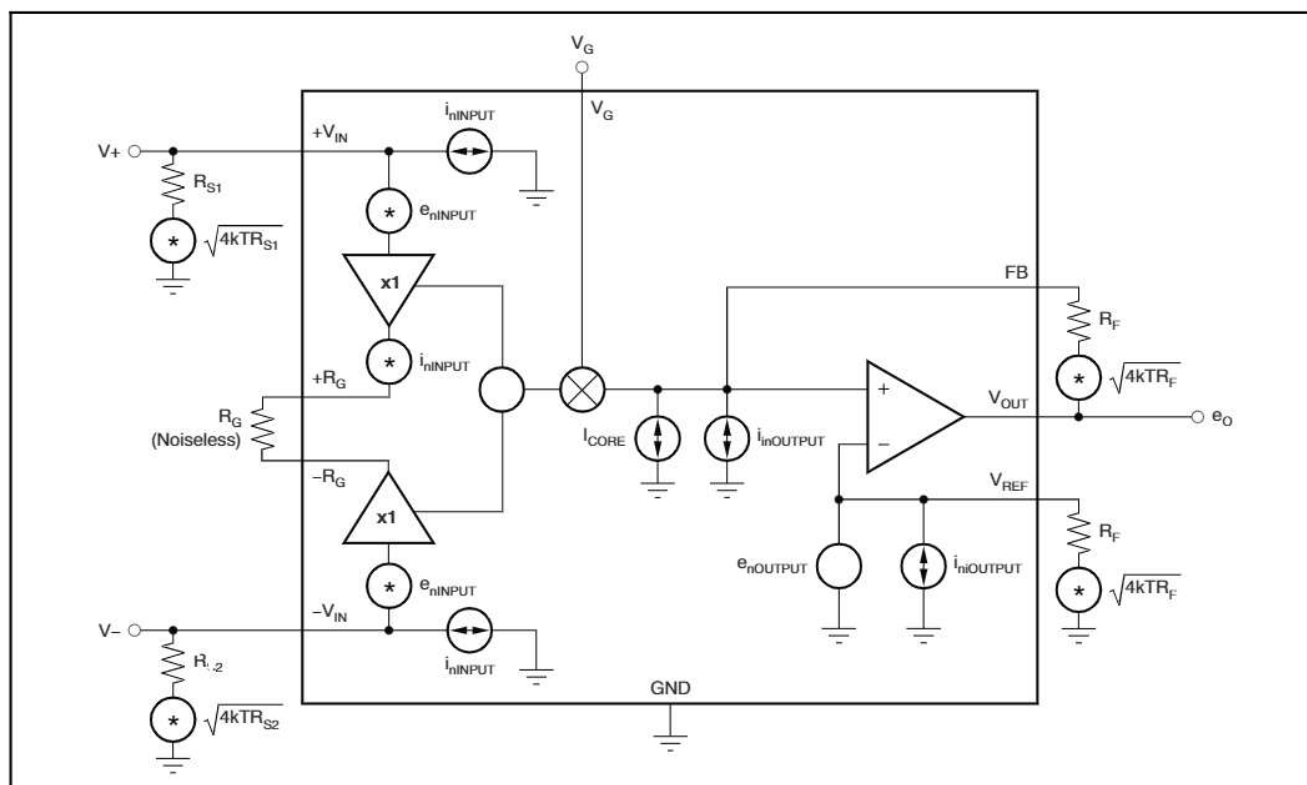 V_G
V_G
i_nINPUT
+V_IN
V+
R_S1
e_nINPUT
* √4kTR_S1
*
x1
FB
R_F
* i_nINPUT
* √4kTR_F
+R_G
R_G
(Noiseless)
−R_G
I_CORE
i_inOUTPUT
+
−
V_OUT
e_O
V_REF
x1
R_F
* e_nINPUT
e_nOUTPUT
i_niOUTPUT
* √4kTR_F
−V_IN
V−
i_nINPUT
* √4kTR_S2
GND